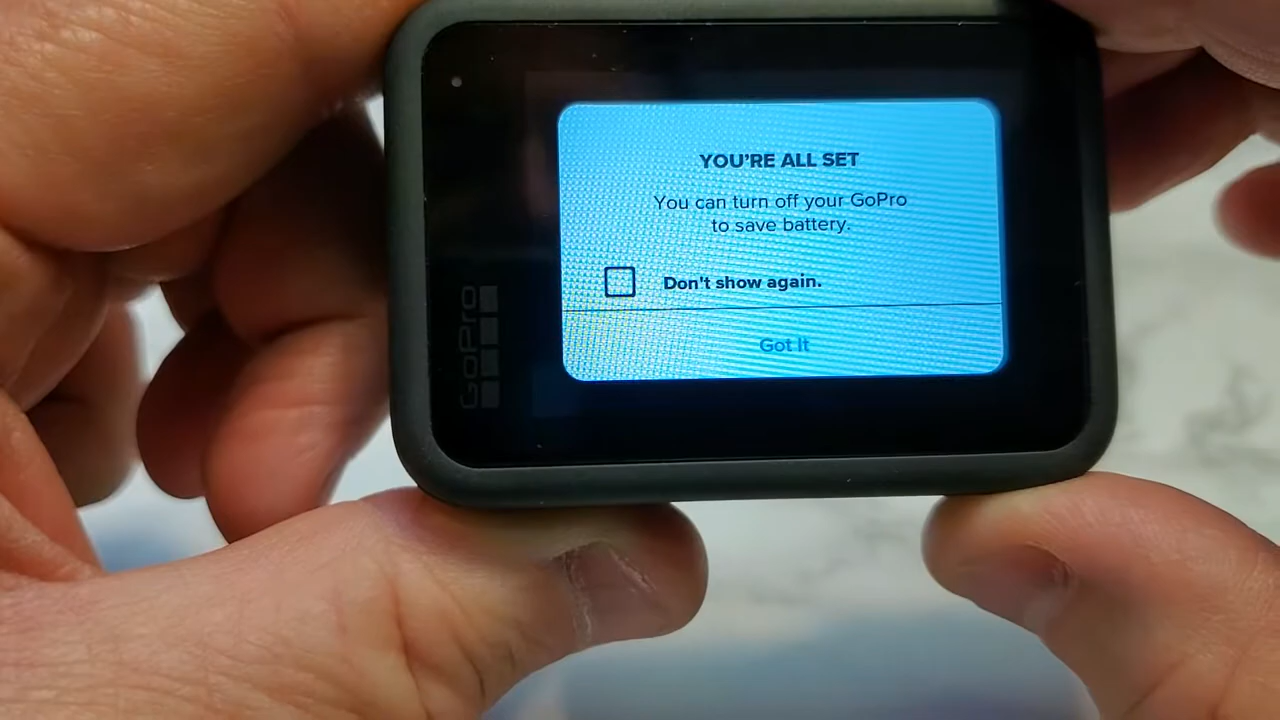 YOU'RE ALL SET
You can turn off your GoPro
to save battery.
Don't show again.
Got It
GoPro